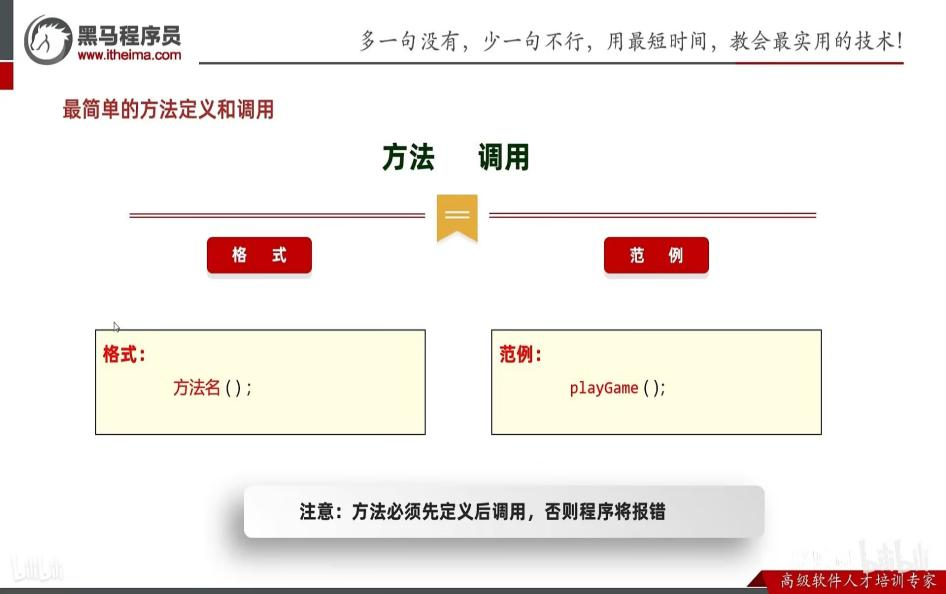 黑马程序员
www.itheima.com
多一句没有，少一句不行，用最短时间，教会最实用的技术！
最简单的方法定义和调用
方法 调用
格 式
范 例
格式：
方法名();
范例：
playGame();
注意：方法必须先定义后调用，否则程序将报错
bilibili
bilibili
高级软件人才培训专家